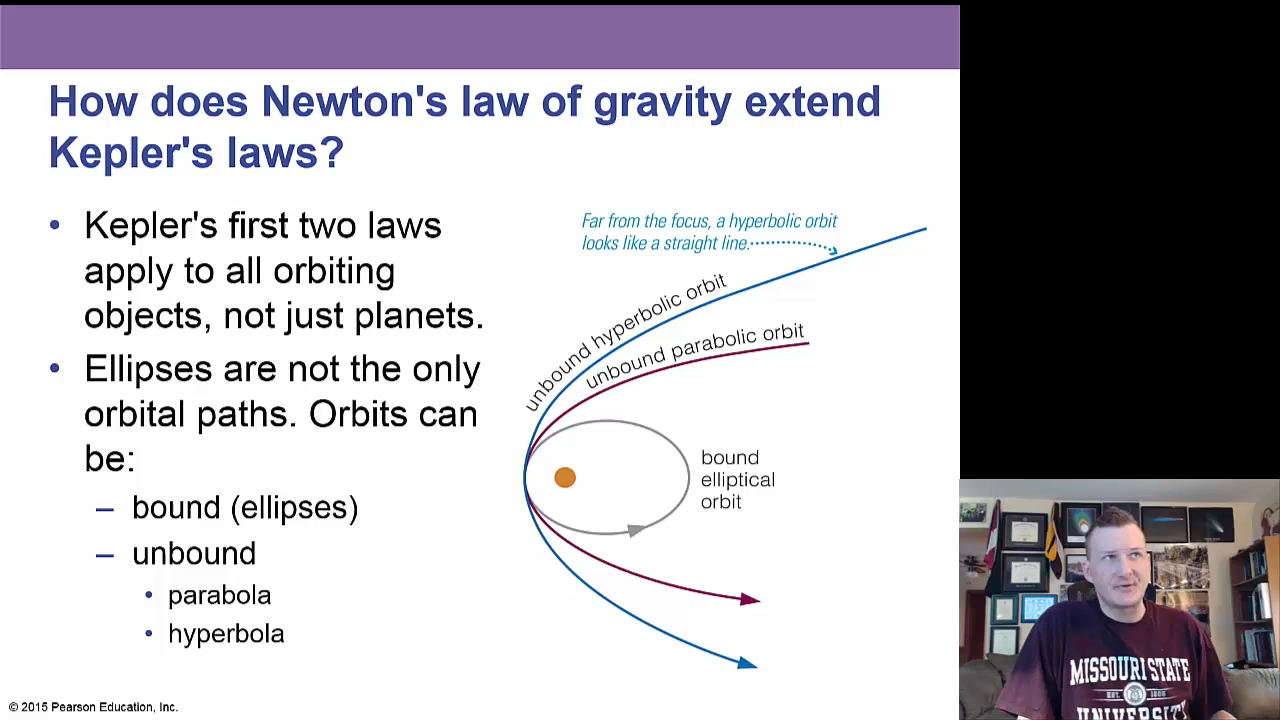 How does Newton's law of gravity extend
Kepler's laws?
• Kepler's first two laws
apply to all orbiting
objects, not just planets.
• Ellipses are not the only
orbital paths. Orbits can
be:
– bound (ellipses)
– unbound
• parabola
• hyperbola
Far from the focus, a hyperbolic orbit
looks like a straight line.
unbound hyperbolic orbit
unbound parabolic orbit
bound
elliptical
orbit
© 2015 Pearson Education, Inc.
MISSOURI STATE
UNIVERSITY